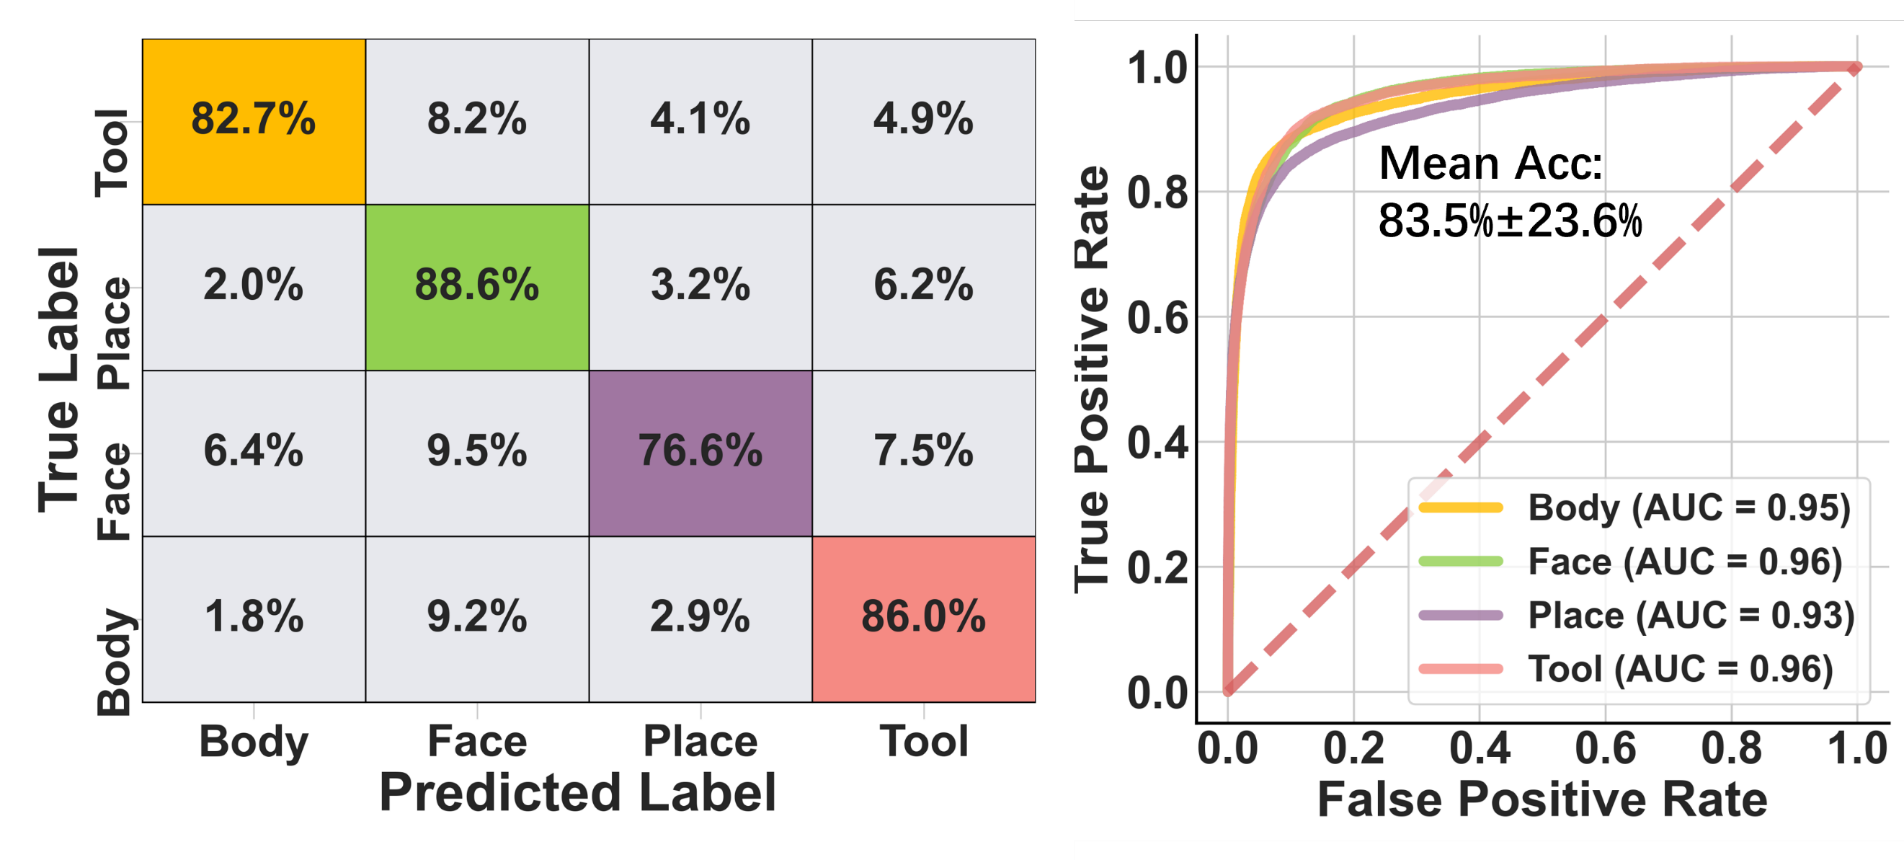 True Label
Tool
Place
Face
Body
82.7% 8.2% 4.1% 4.9%
2.0% 88.6% 3.2% 6.2%
6.4% 9.5% 76.6% 7.5%
1.8% 9.2% 2.9% 86.0%
Body Face Place Tool
Predicted Label
True Positive Rate
1.0
0.8
0.6
0.4
0.2
0.0
Mean Acc:
83.5%±23.6%
Body (AUC = 0.95)
Face (AUC = 0.96)
Place (AUC = 0.93)
Tool (AUC = 0.96)
0.0 0.2 0.4 0.6 0.8 1.0
False Positive Rate